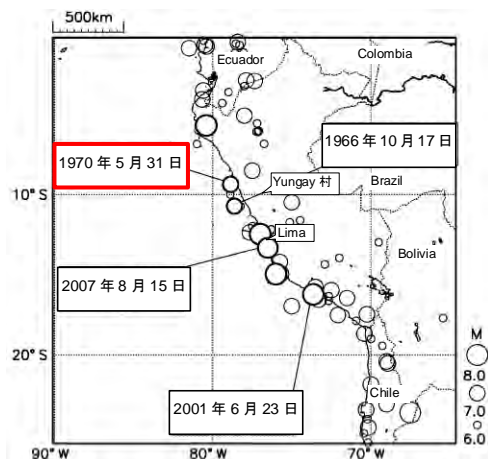 500km
Ecuador
Colombia
1966 年 10 月 17 日
1970 年 5 月 31 日
Yungay 村
Brazil
10°S
Lima
Bolivia
2007 年 8 月 15 日
20°S
M
8.0
7.0
6.0
Chile
2001 年 6 月 23 日
90°W
80°W
70°W